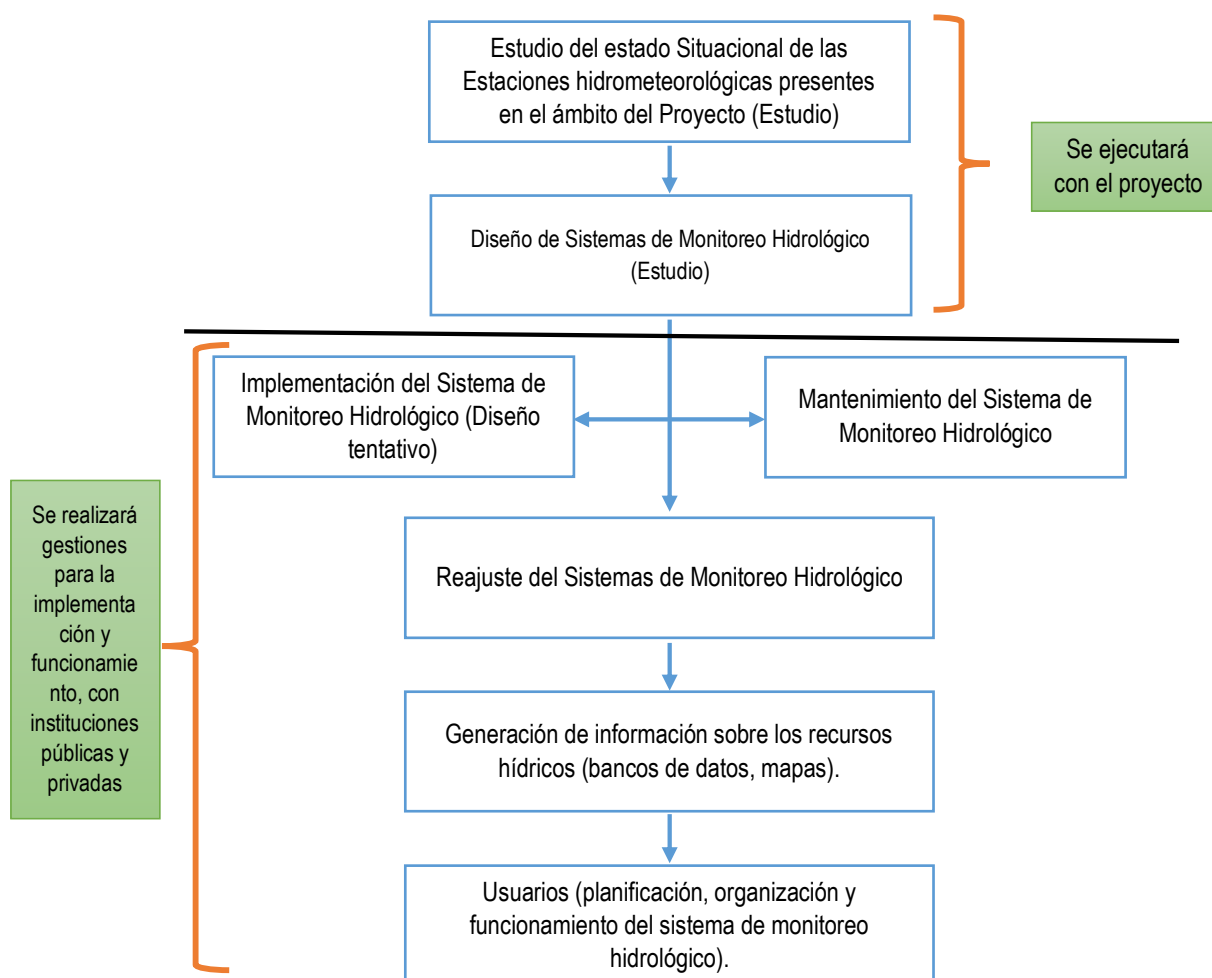 Estudio del estado Situacional de las
Estaciones hidrometeorológicas presentes
en el ámbito del Proyecto (Estudio)
Se ejecutará
con el proyecto
Diseño de Sistemas de Monitoreo Hidrológico
(Estudio)
Implementación del Sistema de
Monitoreo Hidrológico (Diseño
tentativo)
Mantenimiento del Sistema de
Monitoreo Hidrológico
Se realizará
gestiones
para la
implementa
ción y
funcionamie
nto, con
instituciones
públicas y
privadas
Reajuste del Sistemas de Monitoreo Hidrológico
Generación de información sobre los recursos
hídricos (bancos de datos, mapas).
Usuarios (planificación, organización y
funcionamiento del sistema de monitoreo
hidrológico).